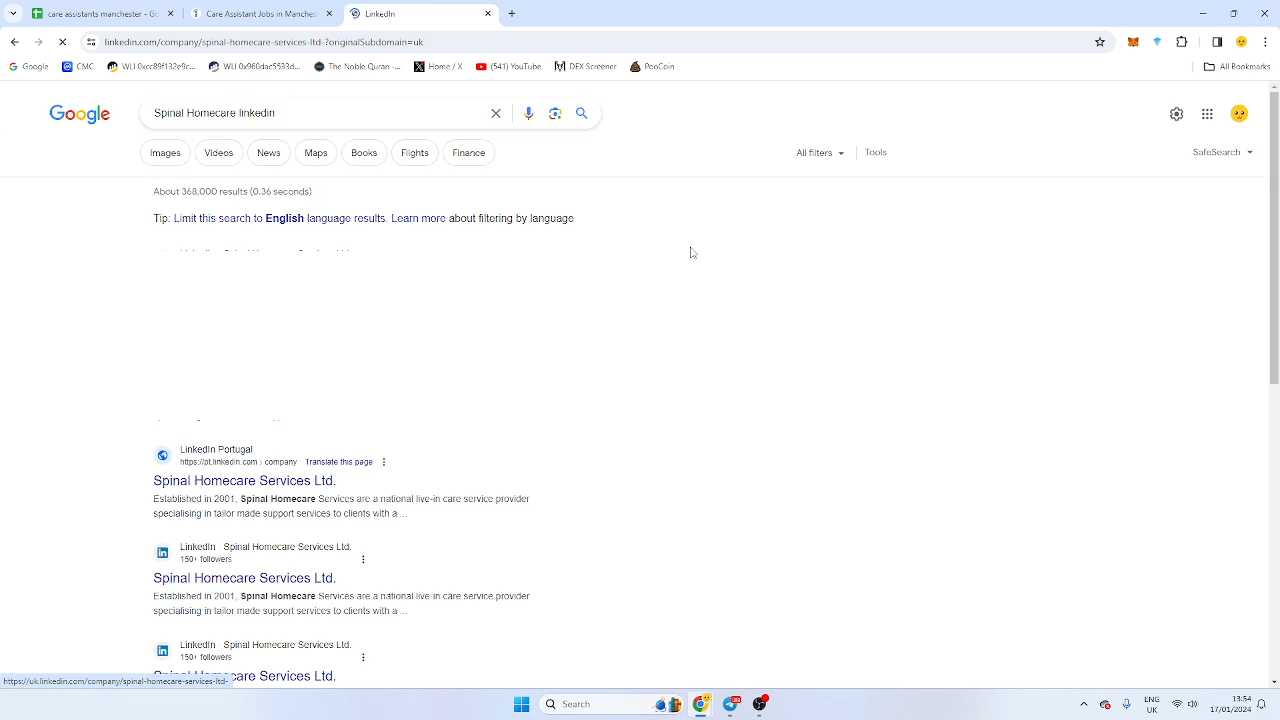 care assistants manchester - Go
Care Assistant Jobs in Manches
LinkedIn
linkedin.com/company/spinal-homecare-services-ltd-?originalSubdomain=uk
Google
CMC
WLI 0xcc89f132e9c...
WLI 0x960dac5533d...
The Noble Quran -...
Home / X
(541) YouTube
DEX Screener
PooCoin
All Bookmarks
Google
Spinal Homecare linkedin
Images
Videos
News
Maps
Books
Flights
Finance
All filters
Tools
SafeSearch
About 368,000 results (0.36 seconds)
Tip: Limit this search to English language results. Learn more about filtering by language
LinkedIn Portugal
https://pt.linkedin.com › company · Translate this page
Spinal Homecare Services Ltd.
Established in 2001, Spinal Homecare Services are a national live-in care service provider
specialising in tailor made support services to clients with a ...
LinkedIn · Spinal Homecare Services Ltd.
150+ followers
Spinal Homecare Services Ltd.
Established in 2001, Spinal Homecare Services are a national live-in care service provider
specialising in tailor made support services to clients with a ...
LinkedIn · Spinal Homecare Services Ltd.
150+ followers
Spinal Homecare Services Ltd.
https://uk.linkedin.com/company/spinal-homecare-services-ltd-
Search
ENG
UK
13:54
17/01/2024